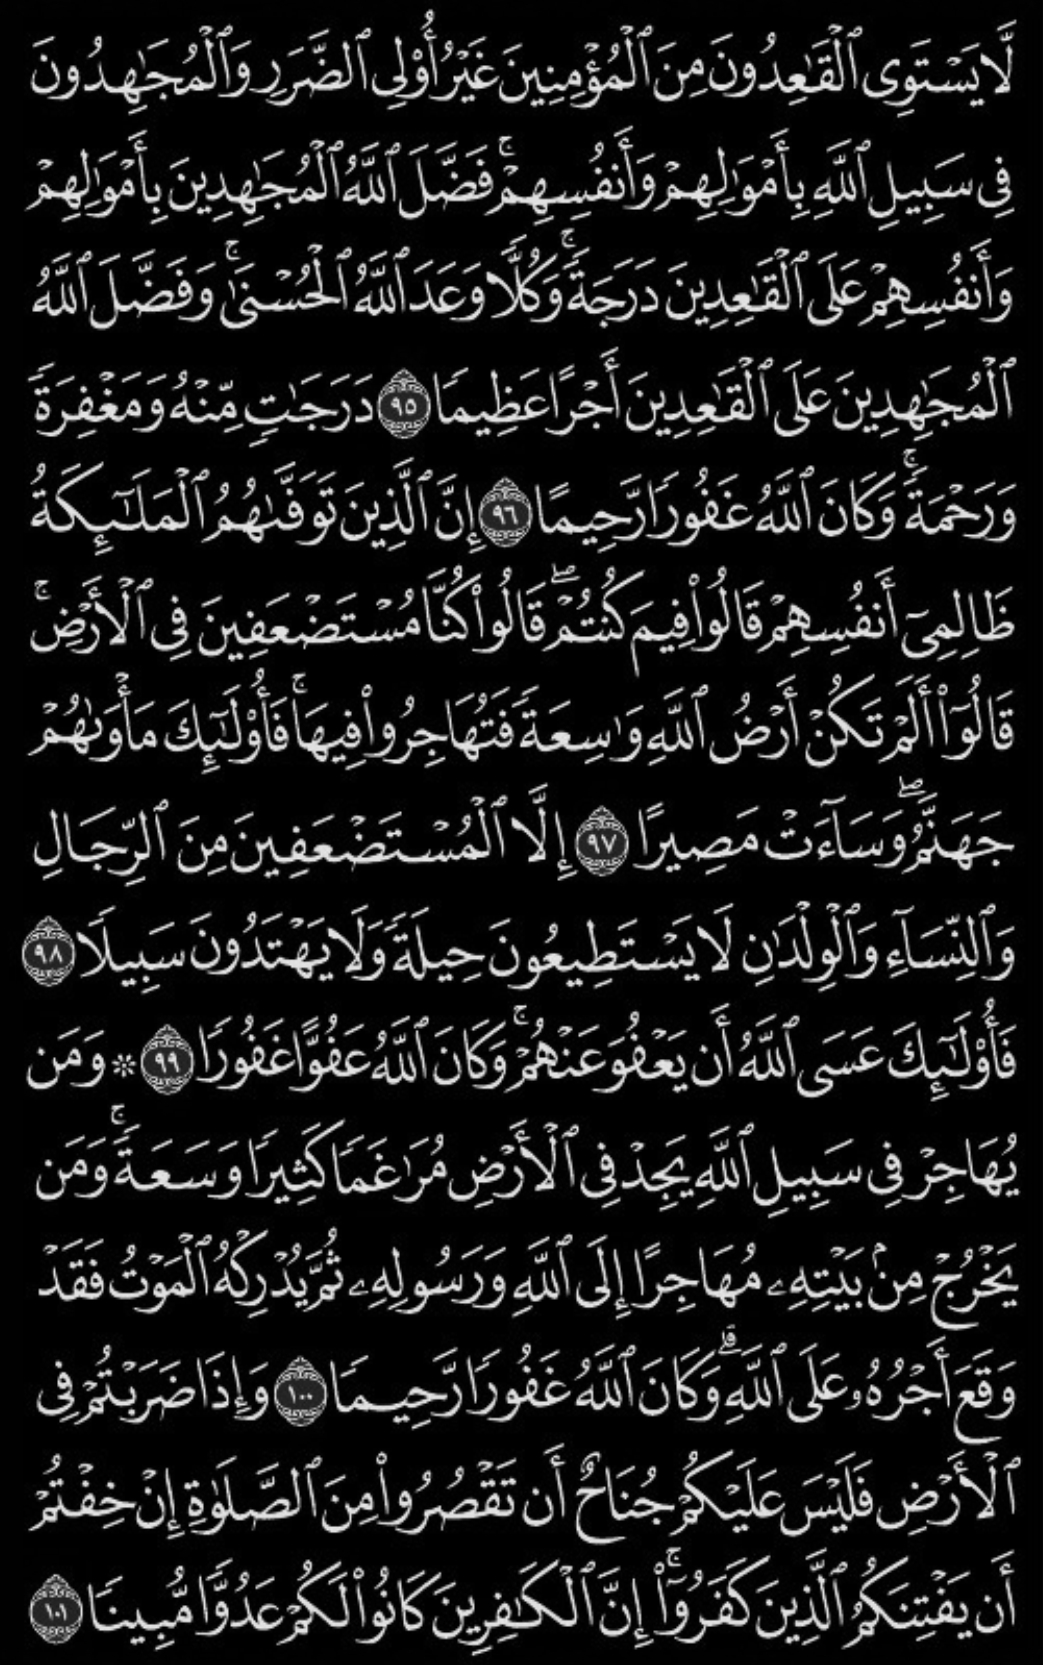 لَّا يَسْتَوِى ٱلْقَـٰعِدُونَ مِنَ ٱلْمُؤْمِنِينَ غَيْرُ أُو۟لِى ٱلضَّرَرِ وَٱلْمُجَـٰهِدُونَ
فِى سَبِيلِ ٱللَّهِ بِأَمْوَٰلِهِمْ وَأَنفُسِهِمْ ۚ فَضَّلَ ٱللَّهُ ٱلْمُجَـٰهِدِينَ بِأَمْوَٰلِهِمْ
وَأَنفُسِهِمْ عَلَى ٱلْقَـٰعِدِينَ دَرَجَةً ۚ وَكُلًّا وَعَدَ ٱللَّهُ ٱلْحُسْنَىٰ ۚ وَفَضَّلَ ٱللَّهُ
ٱلْمُجَـٰهِدِينَ عَلَى ٱلْقَـٰعِدِينَ أَجْرًا عَظِيمًا ٩٥ دَرَجَـٰتٍ مِّنْهُ وَمَغْفِرَةً
وَرَحْمَةً ۚ وَكَانَ ٱللَّهُ غَفُورًا رَّحِيمًا ٩٦ إِنَّ ٱلَّذِينَ تَوَفَّىٰهُمُ ٱلْمَلَـٰٓئِكَةُ
ظَالِمِىٓ أَنفُسِهِمْ قَالُوا۟ فِيمَ كُنتُمْ ۖ قَالُوا۟ كُنَّا مُسْتَضْعَفِينَ فِى ٱلْأَرْضِ ۚ
قَالُوٓا۟ أَلَمْ تَكُنْ أَرْضُ ٱللَّهِ وَٰسِعَةً فَتُهَاجِرُوا۟ فِيهَا ۚ فَأُو۟لَـٰٓئِكَ مَأْوَىٰهُمْ
جَهَنَّمُ ۖ وَسَآءَتْ مَصِيرًا ٩٧ إِلَّا ٱلْمُسْتَضْعَفِينَ مِنَ ٱلرِّجَالِ
وَٱلنِّسَآءِ وَٱلْوِلْدَٰنِ لَا يَسْتَطِيعُونَ حِيلَةً وَلَا يَهْتَدُونَ سَبِيلًا ٩٨
فَأُو۟لَـٰٓئِكَ عَسَى ٱللَّهُ أَن يَعْفُوَ عَنْهُمْ ۚ وَكَانَ ٱللَّهُ عَفُوًّا غَفُورًا ٩٩ ۞ وَمَن
يُهَاجِرْ فِى سَبِيلِ ٱللَّهِ يَجِدْ فِى ٱلْأَرْضِ مُرَٰغَمًا كَثِيرًا وَسَعَةً ۚ وَمَن
يَخْرُجْ مِنۢ بَيْتِهِۦ مُهَاجِرًا إِلَى ٱللَّهِ وَرَسُولِهِۦ ثُمَّ يُدْرِكْهُ ٱلْمَوْتُ فَقَدْ
وَقَعَ أَجْرُهُۥ عَلَى ٱللَّهِ ۗ وَكَانَ ٱللَّهُ غَفُورًا رَّحِيمًا ١٠٠ وَإِذَا ضَرَبْتُمْ فِى
ٱلْأَرْضِ فَلَيْسَ عَلَيْكُمْ جُنَاحٌ أَن تَقْصُرُوا۟ مِنَ ٱلصَّلَوٰةِ إِنْ خِفْتُمْ
أَن يَفْتِنَكُمُ ٱلَّذِينَ كَفَرُوٓا۟ ۚ إِنَّ ٱلْكَـٰفِرِينَ كَانُوا۟ لَكُمْ عَدُوًّا مُّبِينًا ١٠١